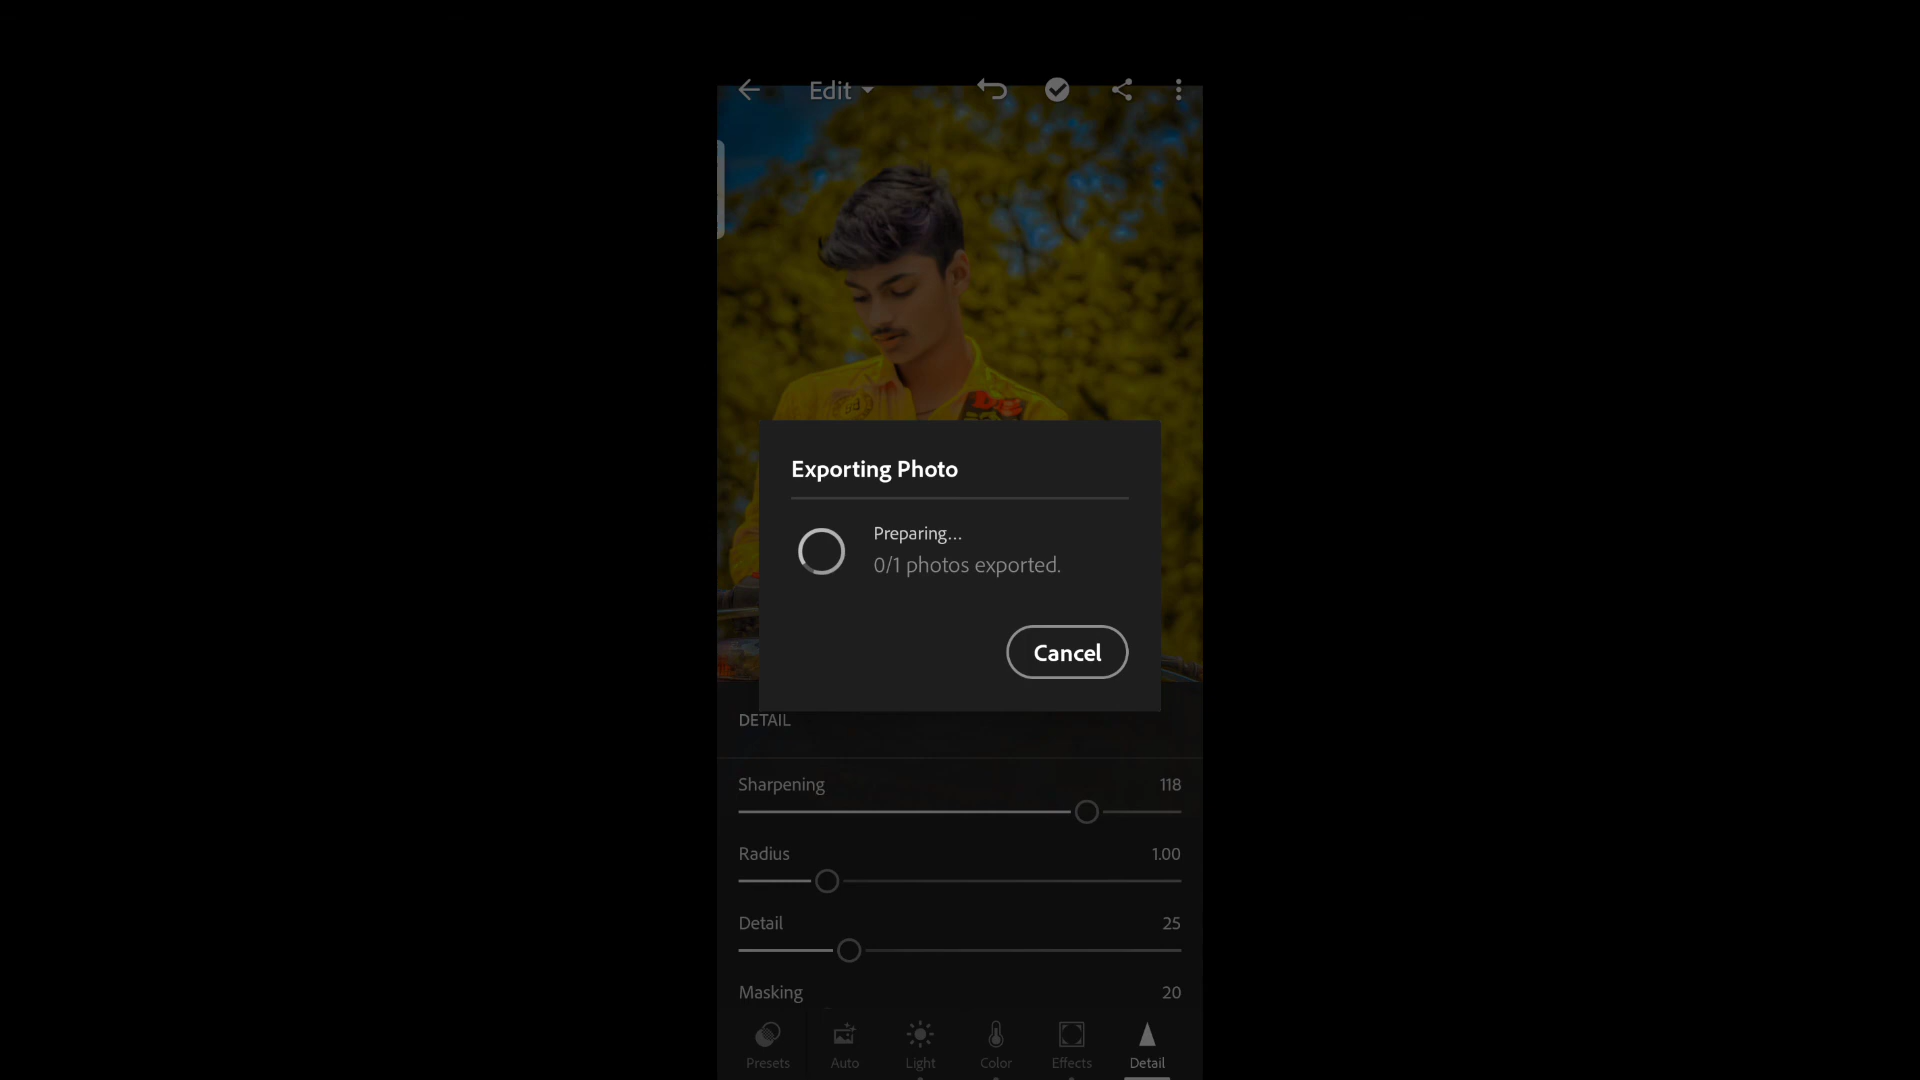 Edit
Exporting Photo
Preparing...
0/1 photos exported.
Cancel
DETAIL
Sharpening 118
Radius 1.00
Detail 25
Masking 20
Presets Auto Light Color Effects Detail